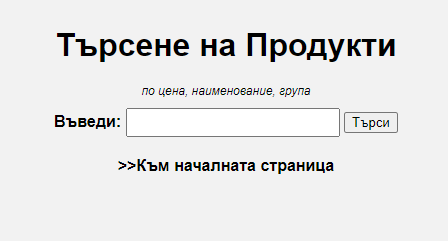 Търсене на Продукти
по цена, наименование, група
Въведи: Търси
>>Към началната страница